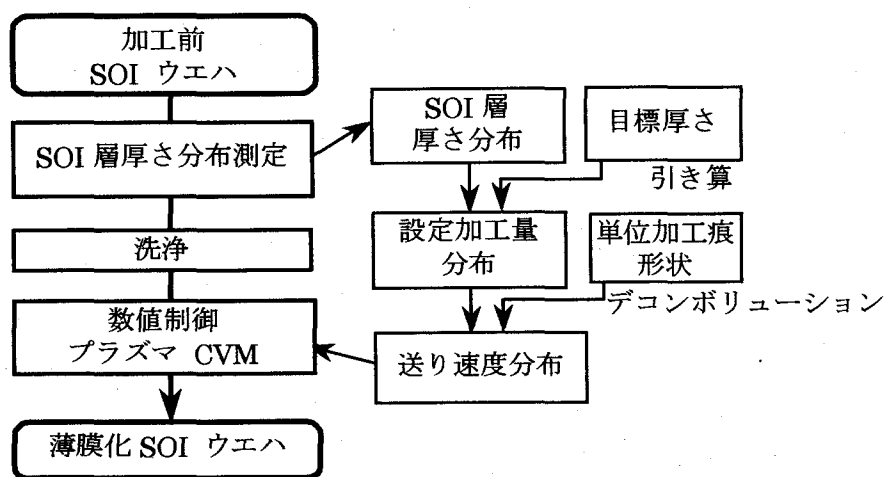 加工前
SOI ウエハ
SOI 層厚さ分布測定
洗浄
数値制御
プラズマ CVM
薄膜化 SOI ウエハ
SOI 層
厚さ分布
目標厚さ
引き算
設定加工量
分布
単位加工痕
形状
デコンボリューション
送り速度分布